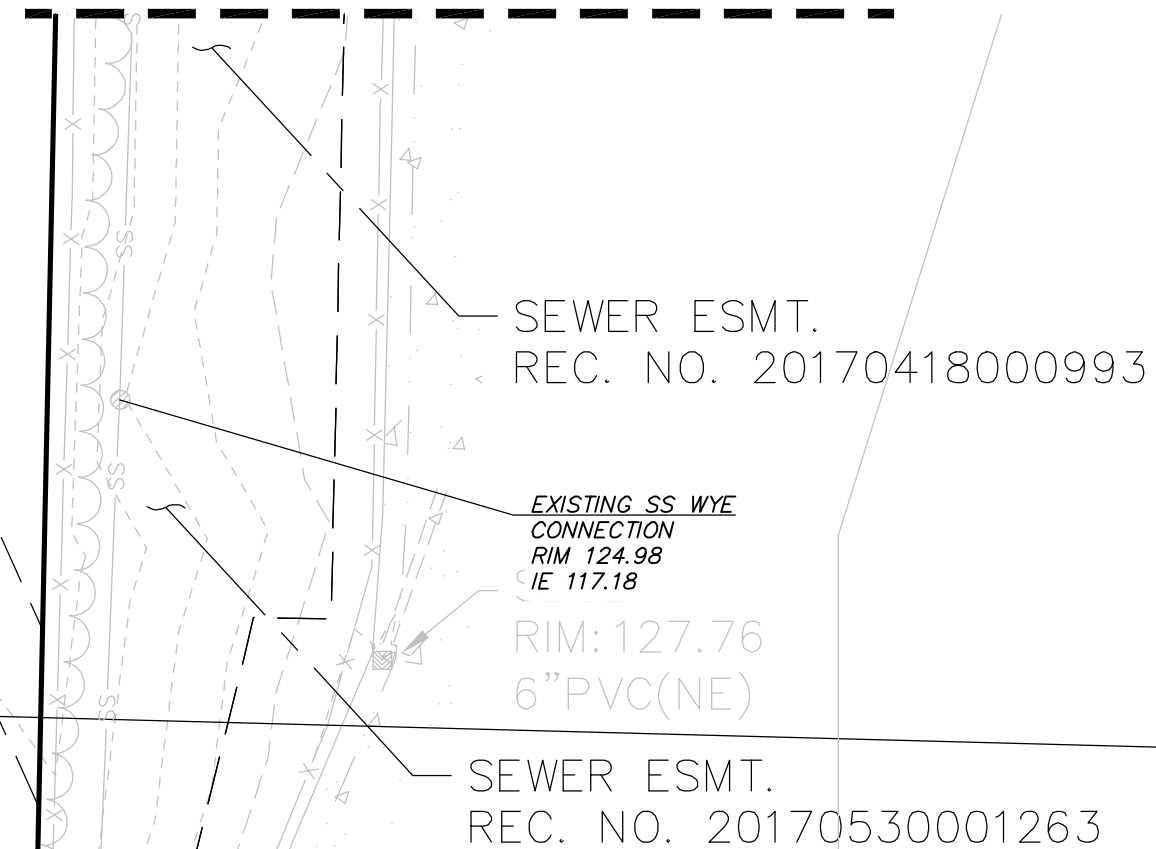 SEWER ESMT.
REC. NO. 20170418000993
EXISTING SS WYE
CONNECTION
RIM 124.98
IE 117.18
RIM: 127.76
6"PVC(NE)
SEWER ESMT.
REC. NO. 20170530001263
SS
SS
SS